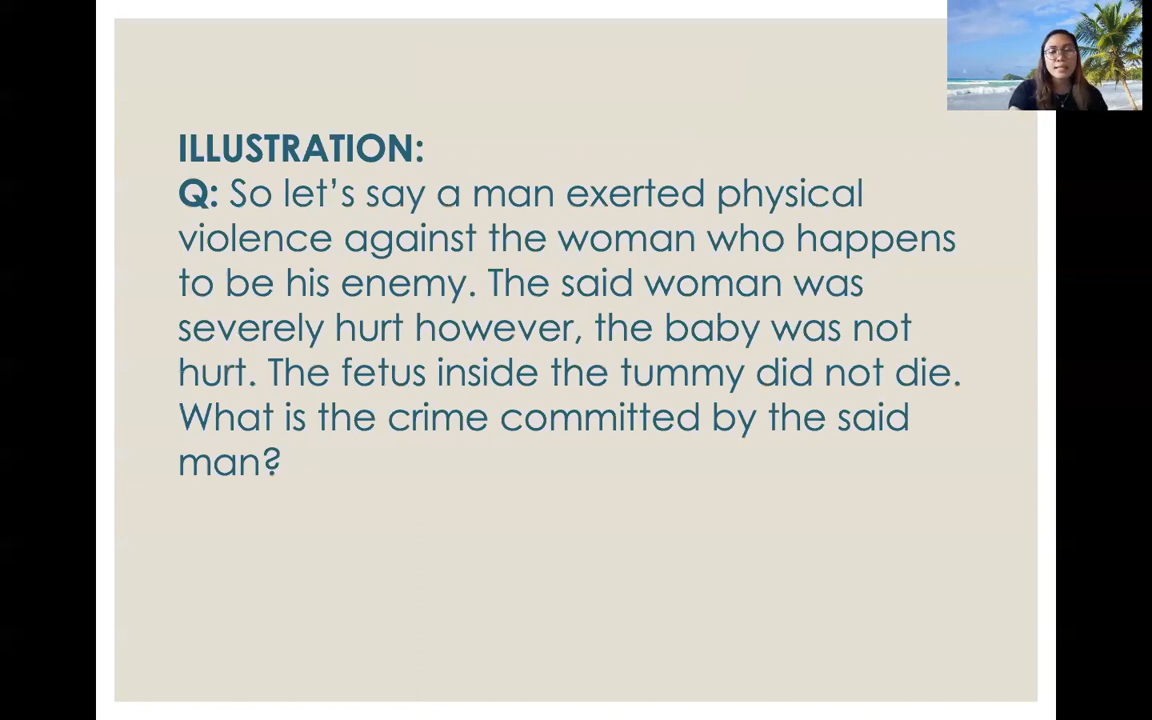 ILLUSTRATION:
Q: So let’s say a man exerted physical
violence against the woman who happens
to be his enemy. The said woman was
severely hurt however, the baby was not
hurt. The fetus inside the tummy did not die.
What is the crime committed by the said
man?